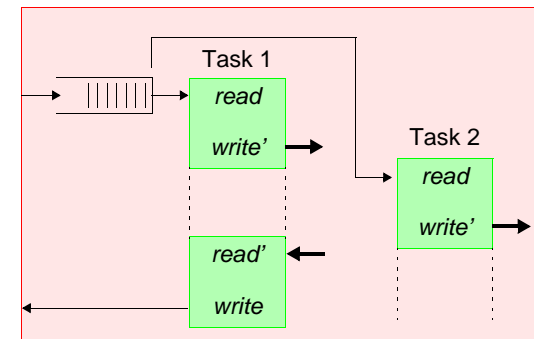 Task 1
read
write’
Task 2
read
write’
read’
write